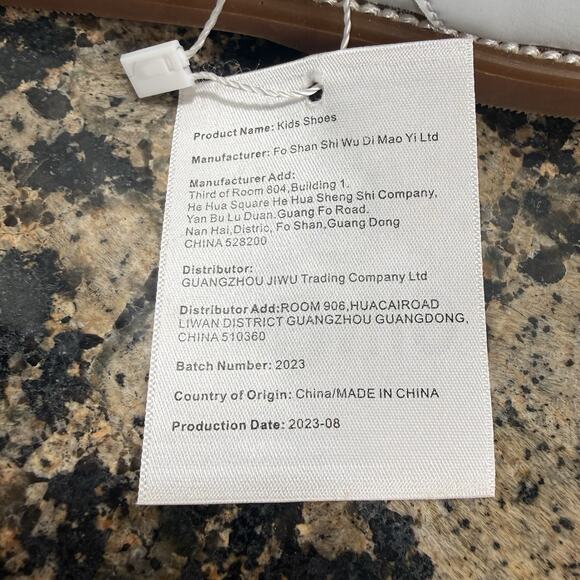 Product Name: Kids Shoes
Manufacturer: Fo Shan Shi Wu Di Mao Yi Ltd
Manufacturer Add:
Third of Room 804,Building 1.
He Hua Square He Hua Sheng Shi Company,
Yan Bu Lu Duan.Guang Fo Road.
Nan Hai,Distric, Fo Shan,Guang Dong
CHINA 528200
Distributor:
GUANGZHOU JIWU Trading Company Ltd
Distributor Add:ROOM 906,HUACAIROAD
LIWAN DISTRICT GUANGZHOU GUANGDONG,
CHINA 510360
Batch Number: 2023
Country of Origin: China/MADE IN CHINA
Production Date: 2023-08